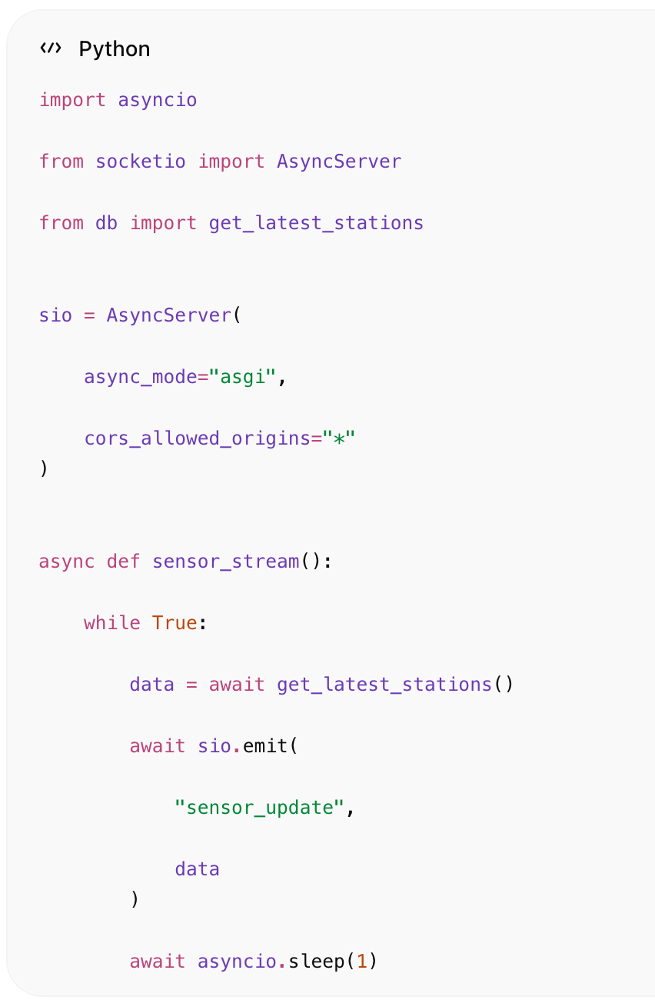 Python
import asyncio
from socketio import AsyncServer
from db import get_latest_stations
sio = AsyncServer(
    async_mode="asgi",
    cors_allowed_origins="*"
)
async def sensor_stream():
    while True:
        data = await get_latest_stations()
        await sio.emit(
            "sensor_update",
            data
        )
        await asyncio.sleep(1)